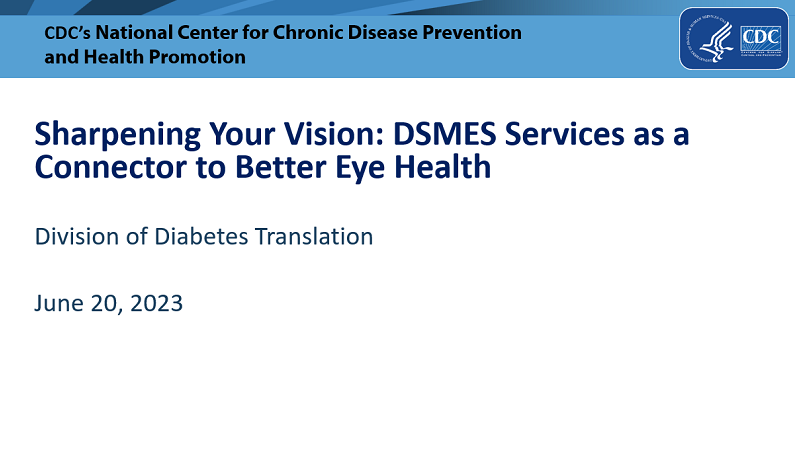 CDC's National Center for Chronic Disease Prevention
and Health Promotion
CDC
Sharpening Your Vision: DSMES Services as a
Connector to Better Eye Health
Division of Diabetes Translation
June 20, 2023